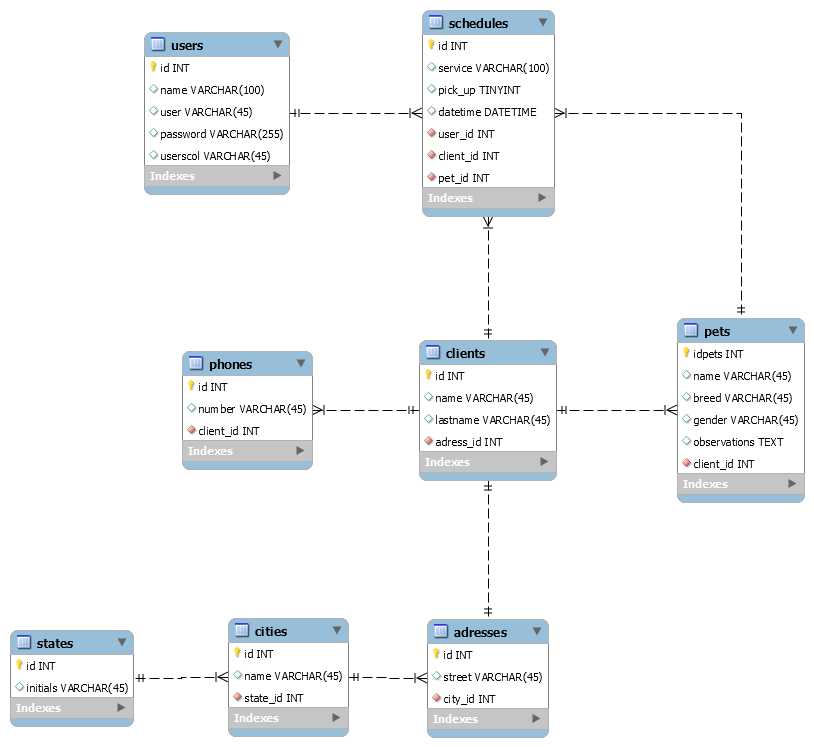 users
id INT
name VARCHAR(100)
user VARCHAR(45)
password VARCHAR(255)
userscol VARCHAR(45)
Indexes
schedules
id INT
service VARCHAR(100)
pick_up TINYINT
datetime DATETIME
user_id INT
client_id INT
pet_id INT
Indexes
phones
id INT
number VARCHAR(45)
client_id INT
Indexes
clients
id INT
name VARCHAR(45)
lastname VARCHAR(45)
adress_id INT
Indexes
pets
idpets INT
name VARCHAR(45)
breed VARCHAR(45)
gender VARCHAR(45)
observations TEXT
client_id INT
Indexes
states
id INT
initials VARCHAR(45)
Indexes
cities
id INT
name VARCHAR(45)
state_id INT
Indexes
adresses
id INT
street VARCHAR(45)
city_id INT
Indexes